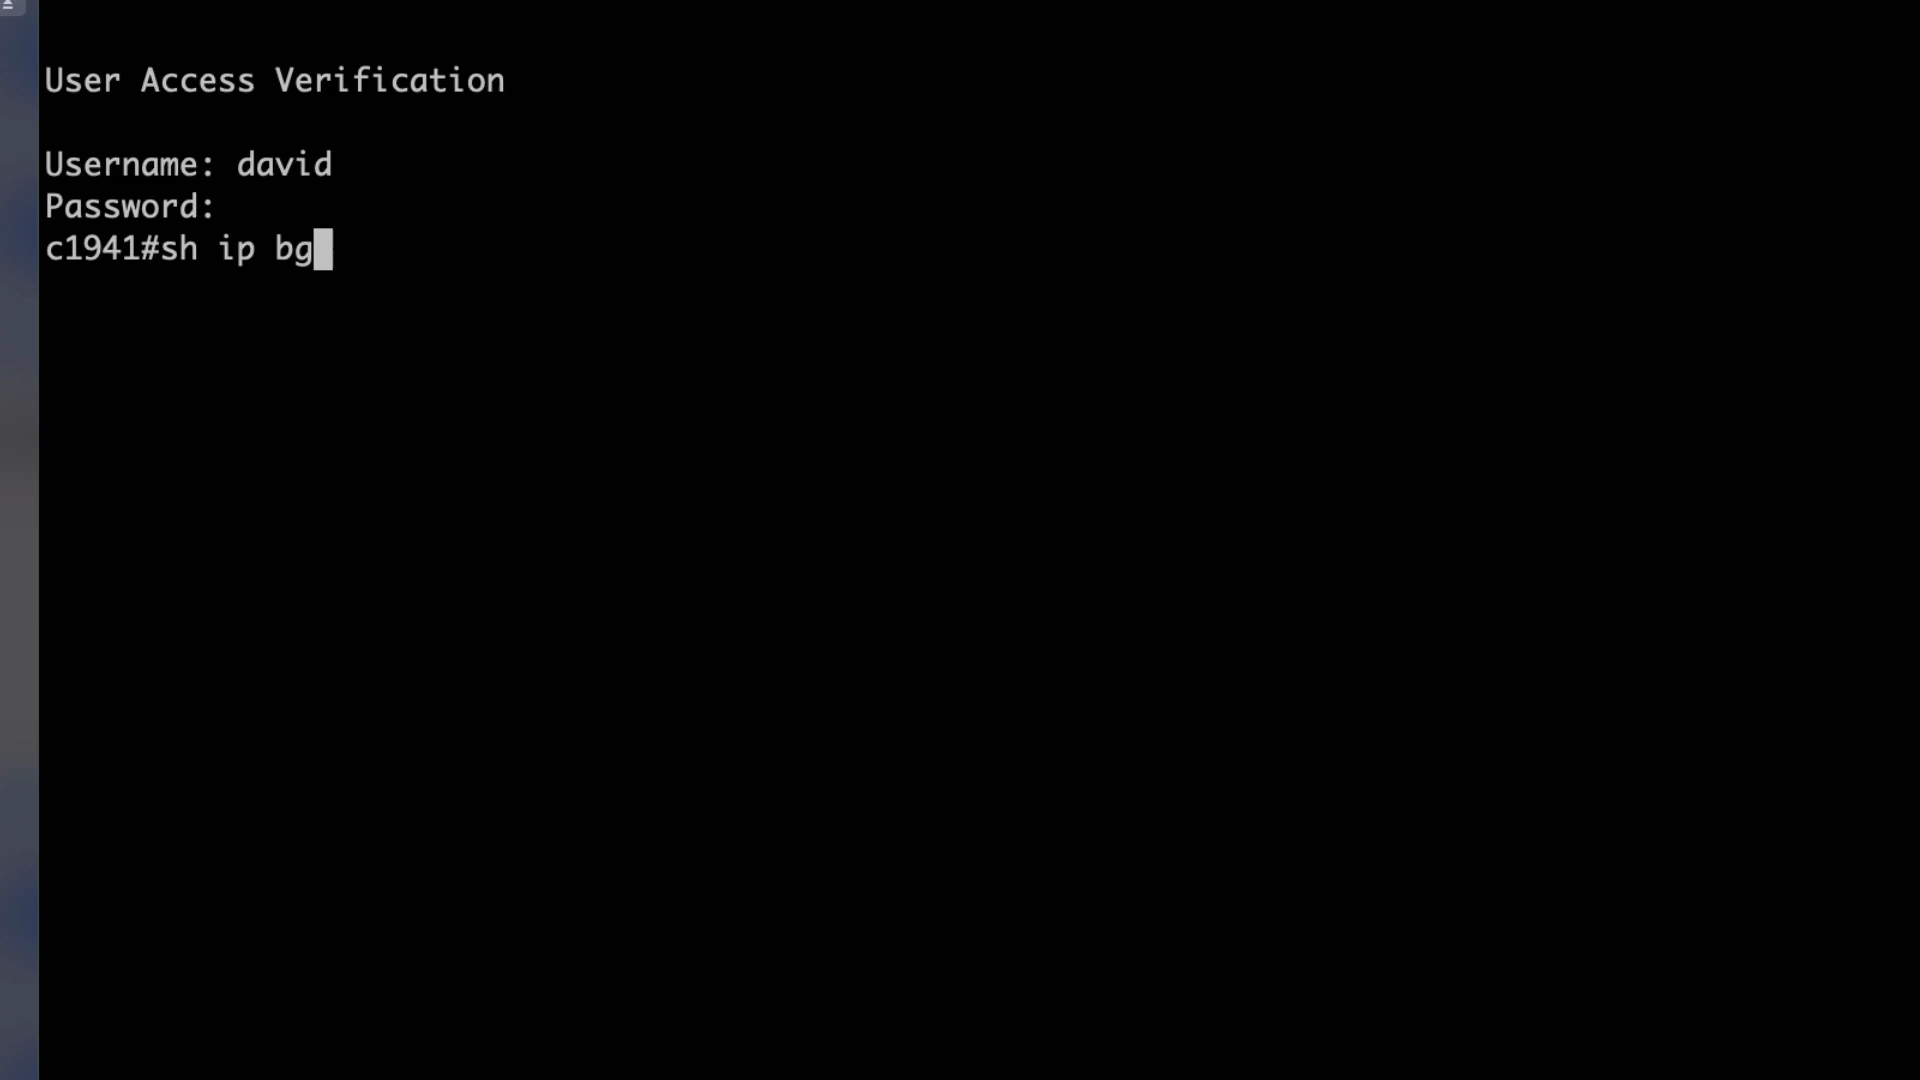 User Access Verification
Username: david
Password:
c1941#sh ip bg